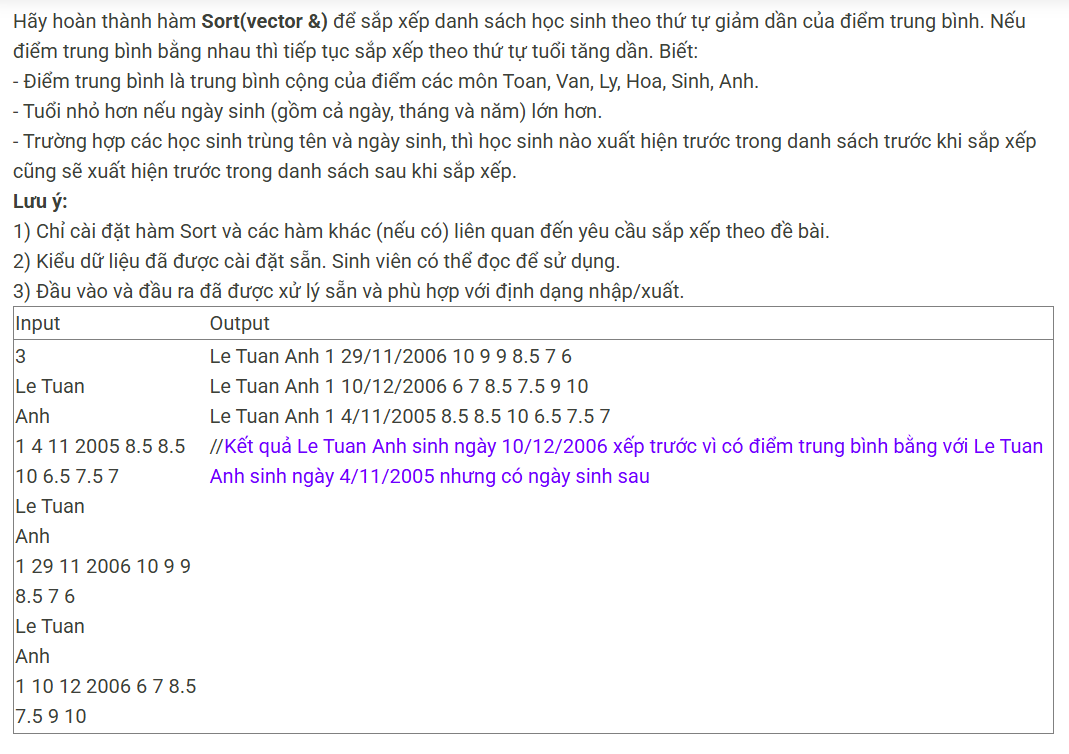 Hãy hoàn thành hàm Sort(vector &) để sắp xếp danh sách học sinh theo thứ tự giảm dần của điểm trung bình. Nếu
điểm trung bình bằng nhau thì tiếp tục sắp xếp theo thứ tự tuổi tăng dần. Biết:
- Điểm trung bình là trung bình cộng của điểm các môn Toan, Van, Ly, Hoa, Sinh, Anh.
- Tuổi nhỏ hơn nếu ngày sinh (gồm cả ngày, tháng và năm) lớn hơn.
- Trường hợp các học sinh trùng tên và ngày sinh, thì học sinh nào xuất hiện trước trong danh sách trước khi sắp xếp
cũng sẽ xuất hiện trước trong danh sách sau khi sắp xếp.
Lưu ý:
1) Chỉ cài đặt hàm Sort và các hàm khác (nếu có) liên quan đến yêu cầu sắp xếp theo đề bài.
2) Kiểu dữ liệu đã được cài đặt sẵn. Sinh viên có thể đọc để sử dụng.
3) Đầu vào và đầu ra đã được xử lý sẵn và phù hợp với định dạng nhập/xuất.
Input
3
Le Tuan
Anh
1 4 11 2005 8.5 8.5
10 6.5 7.5 7
Le Tuan
Anh
1 29 11 2006 10 9 9
8.5 7 6
Le Tuan
Anh
1 10 12 2006 6 7 8.5
7.5 9 10
Output
Le Tuan Anh 1 29/11/2006 10 9 9 8.5 7 6
Le Tuan Anh 1 10/12/2006 6 7 8.5 7.5 9 10
Le Tuan Anh 1 4/11/2005 8.5 8.5 10 6.5 7.5 7
//Kết quả Le Tuan Anh sinh ngày 10/12/2006 xếp trước vì có điểm trung bình bằng với Le Tuan
Anh sinh ngày 4/11/2005 nhưng có ngày sinh sau